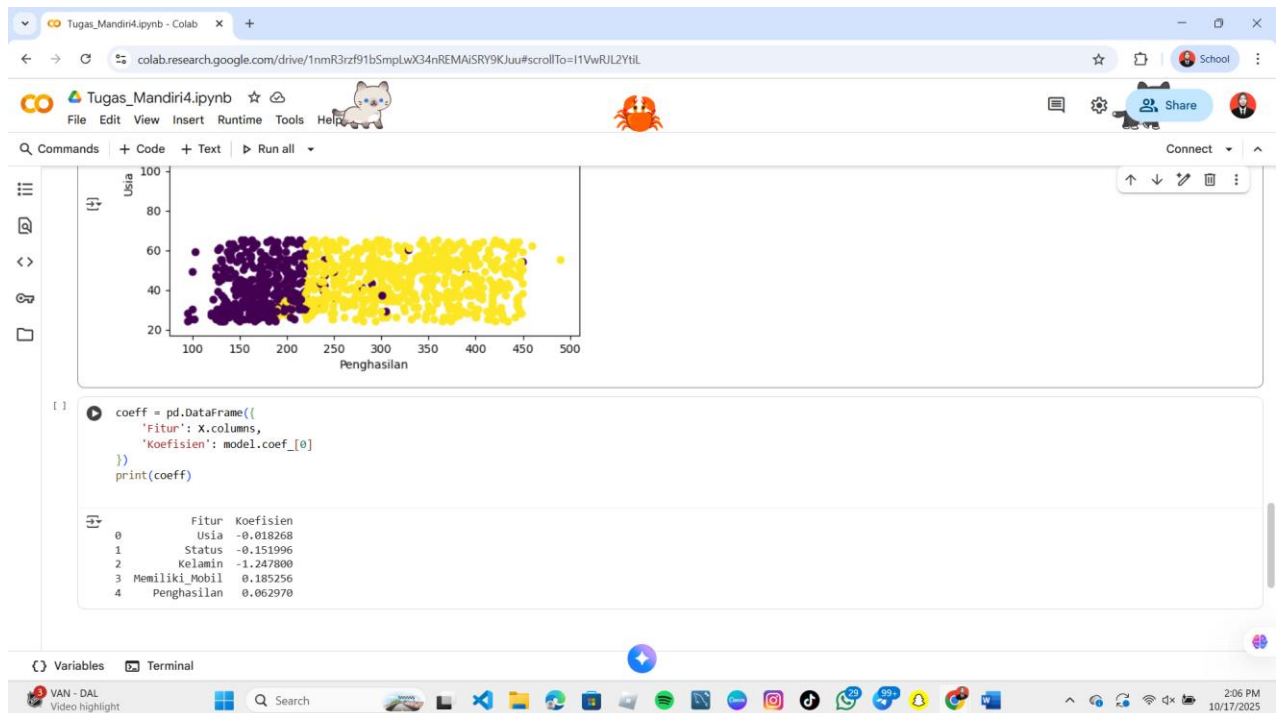 Tugas_Mandiri4.ipynb - Colab
colab.research.google.com/drive/1nmR3rzf91bSmpLwX34nREMAiSRY9KJuu#scrollTo=I1VwRJL2YtiL
School
Tugas_Mandiri4.ipynb
File Edit View Insert Runtime Tools Help
Share
Commands + Code + Text Run all
Connect
Usia
100
80
60
40
20
100 150 200 250 300 350 400 450 500
Penghasilan
[ ]
coeff = pd.DataFrame({
'Fitur': X.columns,
'Koefisien': model.coef_[0]
})
print(coeff)
Fitur Koefisien
0 Usia -0.018268
1 Status -0.151996
2 Kelamin -1.247800
3 Memiliki_Mobil 0.185256
4 Penghasilan 0.062970
{} Variables Terminal
3
VAN - DAL
Video highlight
Search
29
99+
2:06 PM
10/17/2025